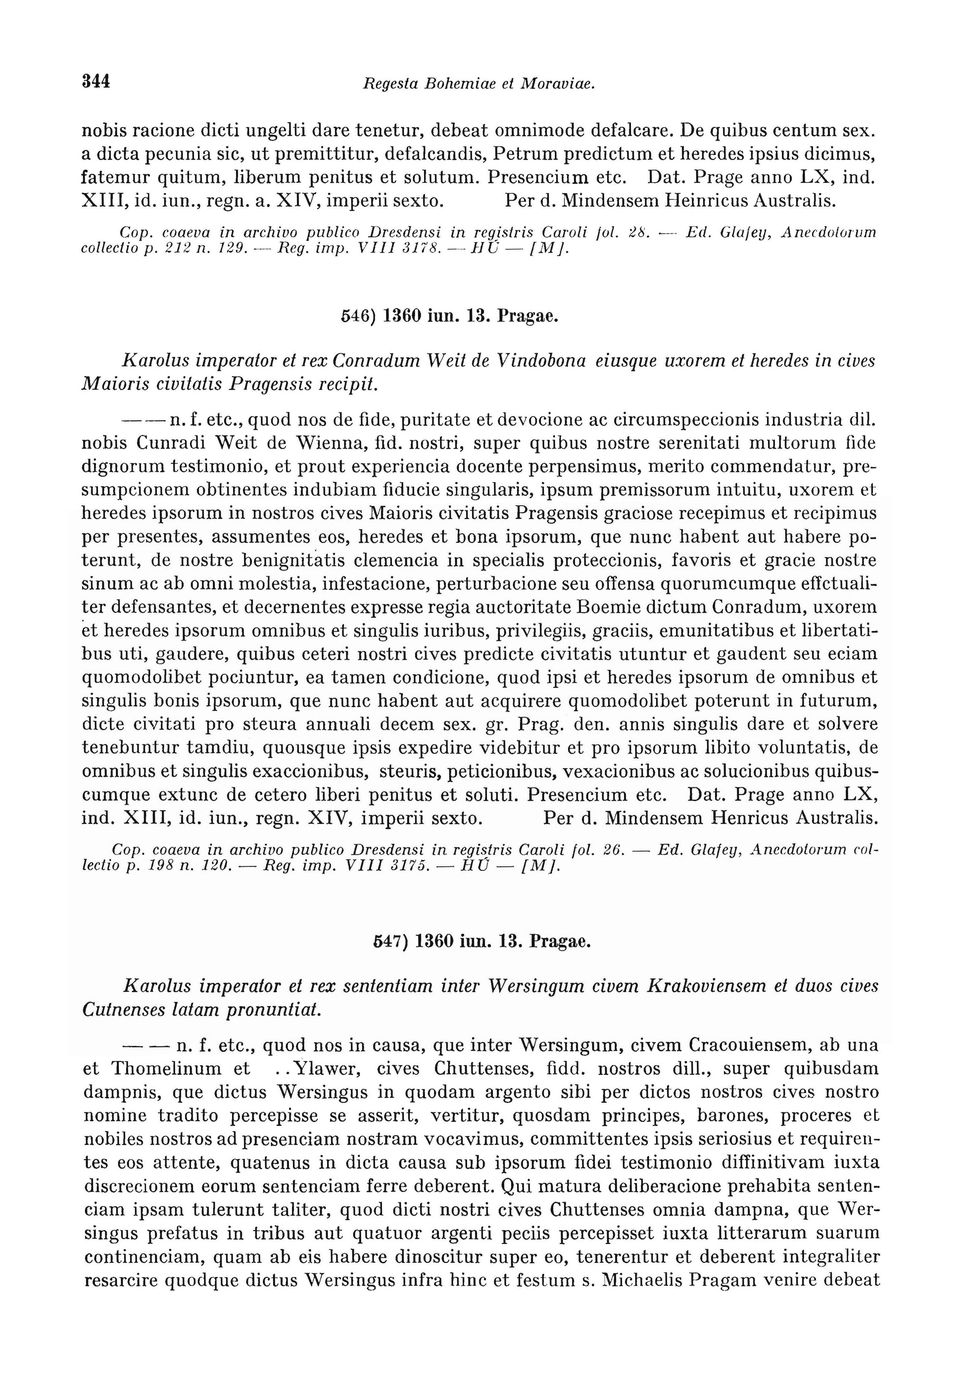 344 Regesta Bohemiae et Moraviae.
nobis racione dicti ungelti dare tenetur, debeat omnimode defalcare. De quibus centum sex.
a dicta pecunia sic, ut premittitur, defalcandis, Petrum predictum et heredes ipsius dicimus,
fatemur quitum, liberum penitus et solutum. Presencium etc. Dat. Prage anno LX, ind.
XIII, id. iun., regn. a. XIV, imperii sexto. Per d. Mindensem Heinricus Australis.
Cop. coaeva in archivo publico Dresdensi in registris Caroli fol. 28. — Ed. Glafey, Anecdotorum
collectio p. 212 n. 129. — Reg. imp. VIII 3178. — HÚ — [M].
546) 1360 iun. 13. Pragae.
Karolus imperator et rex Conradum Weit de Vindobona eiusque uxorem et heredes in cives
Maioris civitatis Pragensis recipit.
— — n. f. etc., quod nos de fide, puritate et devocione ac circumspeccionis industria dil.
nobis Cunradi Weit de Wienna, fid. nostri, super quibus nostre serenitati multorum fide
dignorum testimonio, et prout experiencia docente perpensimus, merito commendatur, pre-
sumpcionem obtinentes indubiam fiducie singularis, ipsum premissorum intuitu, uxorem et
heredes ipsorum in nostros cives Maioris civitatis Pragensis graciose recepimus et recipimus
per presentes, assumentes eos, heredes et bona ipsorum, que nunc habent aut habere po-
terunt, de nostre benignitatis clemencia in specialis proteccionis, favoris et gracie nostre
sinum ac ab omni molestia, infestacione, perturbacione seu offensa quorumcumque effctuali-
ter defensantes, et decernentes expresse regia auctoritate Boemie dictum Conradum, uxorem
et heredes ipsorum omnibus et singulis iuribus, privilegiis, graciis, emunitatibus et libertati-
bus uti, gaudere, quibus ceteri nostri cives predicte civitatis utuntur et gaudent seu eciam
quomodolibet pociuntur, ea tamen condicione, quod ipsi et heredes ipsorum de omnibus et
singulis bonis ipsorum, que nunc habent aut acquirere quomodolibet poterunt in futurum,
dicte civitati pro steura annuali decem sex. gr. Prag. den. annis singulis dare et solvere
tenebuntur tamdiu, quousque ipsis expedire videbitur et pro ipsorum libito voluntatis, de
omnibus et singulis exaccionibus, steuris, peticionibus, vexacionibus ac solucionibus quibus-
cumque extunc de cetero liberi penitus et soluti. Presencium etc. Dat. Prage anno LX,
ind. XIII, id. iun., regn. XIV, imperii sexto. Per d. Mindensem Henricus Australis.
Cop. coaeva in archivo publico Dresdensi in registris Caroli fol. 26. — Ed. Glafey, Anecdotorum col-
lectio p. 198 n. 120. — Reg. imp. VIII 3175. — HÚ — [M].
547) 1360 iun. 13. Pragae.
Karolus imperator et rex sententiam inter Wersingum civem Krakoviensem et duos cives
Cutnenses latam pronuntiat.
— — n. f. etc., quod nos in causa, que inter Wersingum, civem Cracouiensem, ab una
et Thomelinum et ..Ylawer, cives Chuttenses, fidd. nostros dill., super quibusdam
dampnis, que dictus Wersingus in quodam argento sibi per dictos nostros cives nostro
nomine tradito percepisse se asserit, vertitur, quosdam principes, barones, proceres et
nobiles nostros ad presenciam nostram vocavimus, committentes ipsis seriosius et requiren-
tes eos attente, quatenus in dicta causa sub ipsorum fidei testimonio diffinitivam iuxta
discrecionem eorum sentenciam ferre deberent. Qui matura deliberacione prehabita senten-
ciam ipsam tulerunt taliter, quod dicti nostri cives Chuttenses omnia dampna, que Wer-
singus prefatus in tribus aut quatuor argenti peciis percepisset iuxta litterarum suarum
continenciam, quam ab eis habere dinoscitur super eo, tenerentur et deberent integraliter
resarcire quodque dictus Wersingus infra hinc et festum s. Michaelis Pragam venire debeat